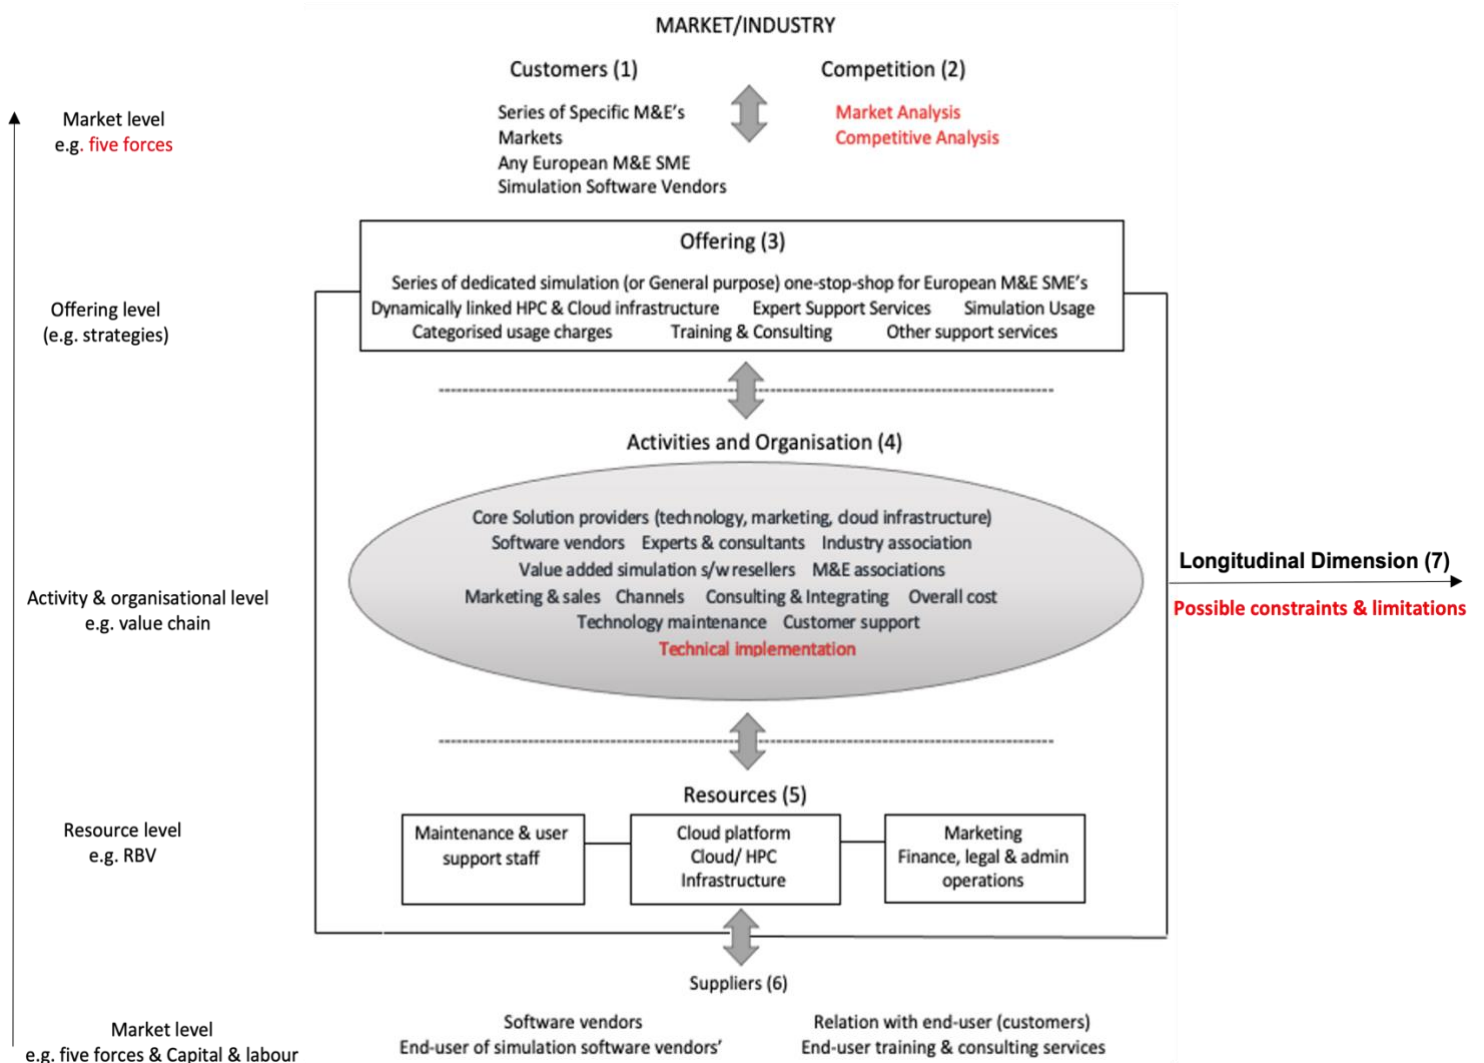 MARKET/INDUSTRY
Customers (1)
Competition (2)
Series of Specific M&E's
Markets
Any European M&E SME
Simulation Software Vendors
Market Analysis
Competitive Analysis
Market level
e.g. five forces
Offering (3)
Series of dedicated simulation (or General purpose) one-stop-shop for European M&E SME's
Dynamically linked HPC & Cloud infrastructure Expert Support Services Simulation Usage
Categorised usage charges Training & Consulting Other support services
Offering level
(e.g. strategies)
Activities and Organisation (4)
Core Solution providers (technology, marketing, cloud infrastructure)
Software vendors Experts & consultants Industry association
Value added simulation s/w resellers M&E associations
Marketing & sales Channels Consulting & Integrating Overall cost
Technology maintenance Customer support
Technical implementation
Activity & organisational level
e.g. value chain
Longitudinal Dimension (7)
Possible constraints & limitations
Resources (5)
Resource level
e.g. RBV
Maintenance & user
support staff
Cloud platform
Cloud/ HPC
Infrastructure
Marketing
Finance, legal & admin
operations
Suppliers (6)
Market level
e.g. five forces & Capital & labour
Software vendors
End-user of simulation software vendors'
Relation with end-user (customers)
End-user training & consulting services